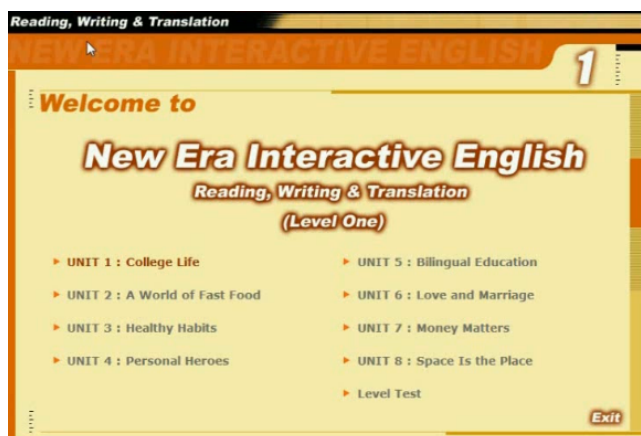 Reading, Writing & Translation
NEW ERA INTERACTIVE ENGLISH
1
Welcome to
New Era Interactive English
Reading, Writing & Translation
(Level One)
UNIT 1 : College Life
UNIT 2 : A World of Fast Food
UNIT 3 : Healthy Habits
UNIT 4 : Personal Heroes
UNIT 5 : Bilingual Education
UNIT 6 : Love and Marriage
UNIT 7 : Money Matters
UNIT 8 : Space Is the Place
Level Test
Exit